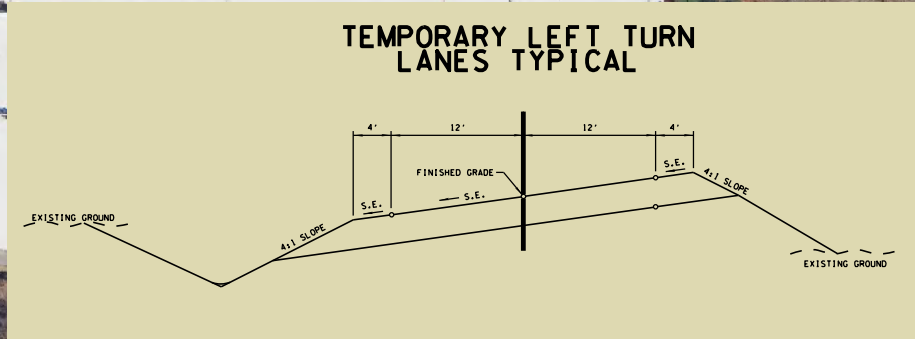 TEMPORARY LEFT TURN
LANES TYPICAL
4' 12' 12' 4'
S.E.
4:1 SLOPE
FINISHED GRADE
S.E.
S.E.
EXISTING GROUND
4:1 SLOPE
EXISTING GROUND